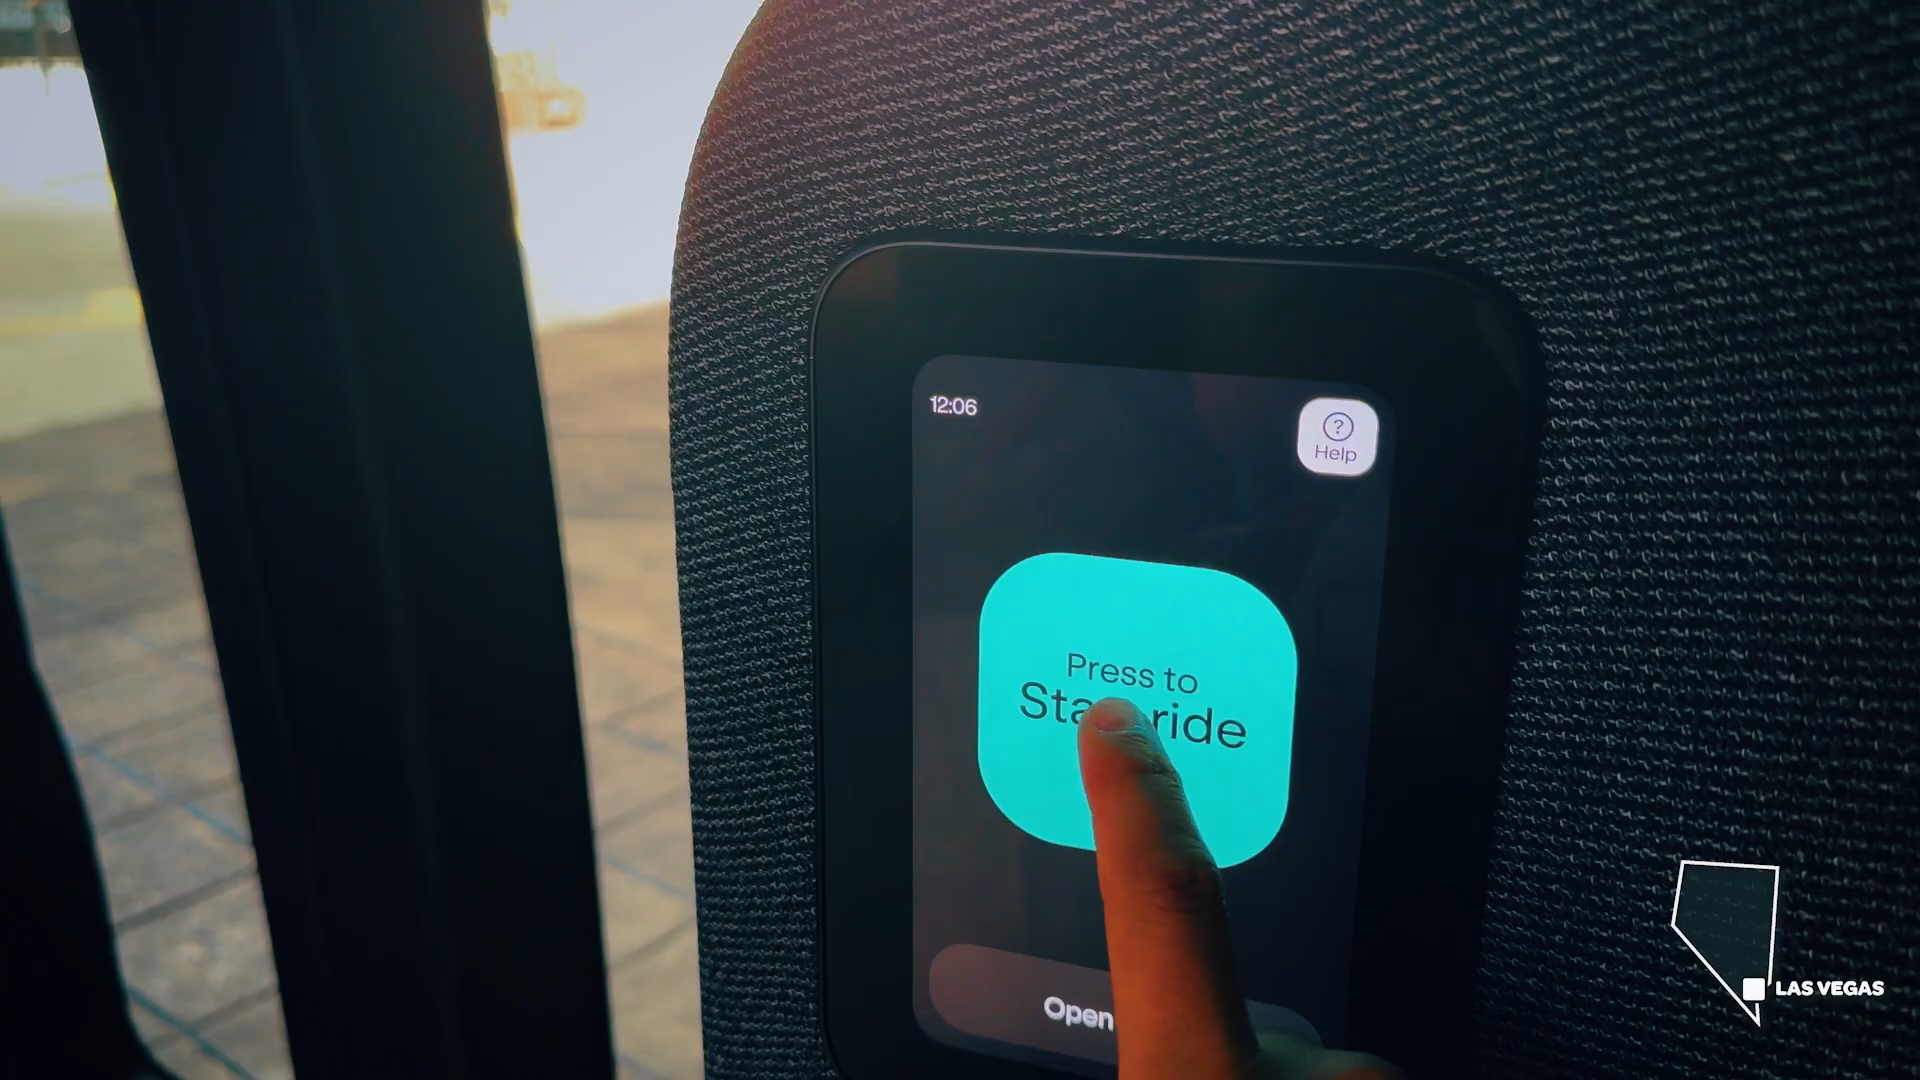 12:06
? Help
Press to
Sta ride
Open
LAS VEGAS